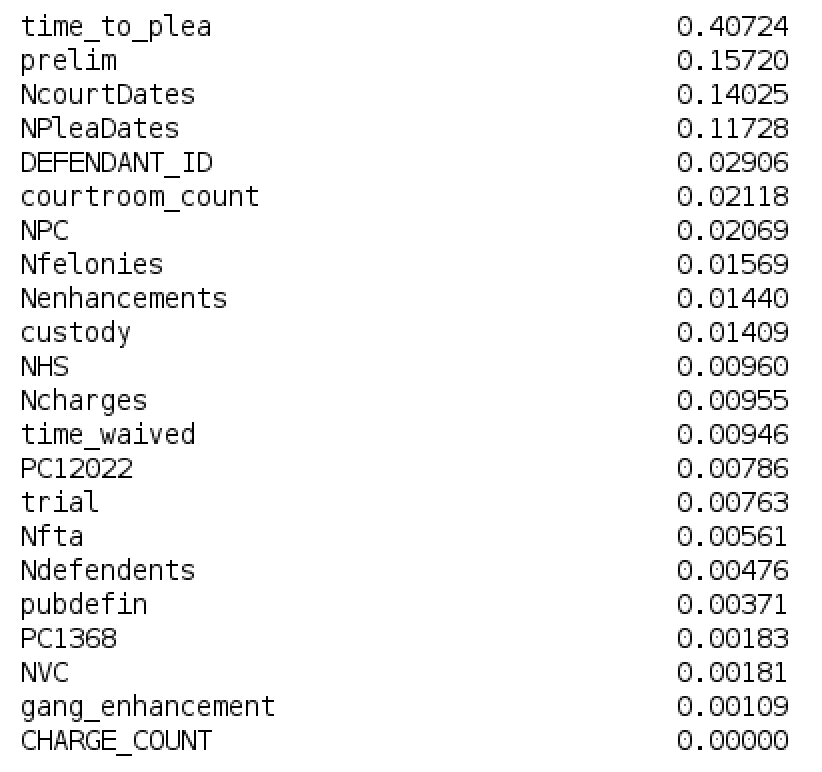 time_to_plea 0.40724
prelim 0.15720
NcourtDates 0.14025
NPleaDates 0.11728
DEFENDANT_ID 0.02906
courtroom_count 0.02118
NPC 0.02069
Nfelonies 0.01569
Nenhancements 0.01440
custody 0.01409
NHS 0.00960
Ncharges 0.00955
time_waived 0.00946
PC12022 0.00786
trial 0.00763
Nfta 0.00561
Ndefendents 0.00476
pubdefin 0.00371
PC1368 0.00183
NVC 0.00181
gang_enhancement 0.00109
CHARGE_COUNT 0.00000